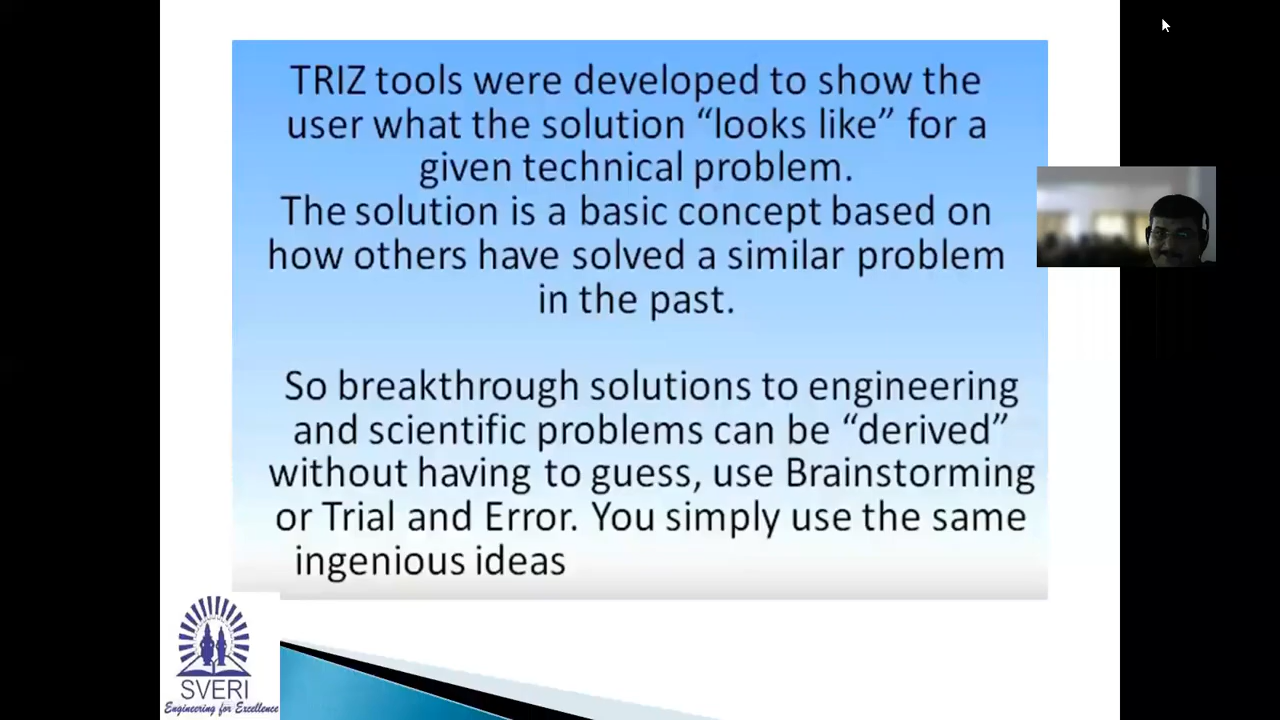 TRIZ tools were developed to show the
user what the solution “looks like” for a
given technical problem.
The solution is a basic concept based on
how others have solved a similar problem
in the past.
So breakthrough solutions to engineering
and scientific problems can be “derived”
without having to guess, use Brainstorming
or Trial and Error. You simply use the same
ingenious ideas
SVERI
Engineering for Excellence